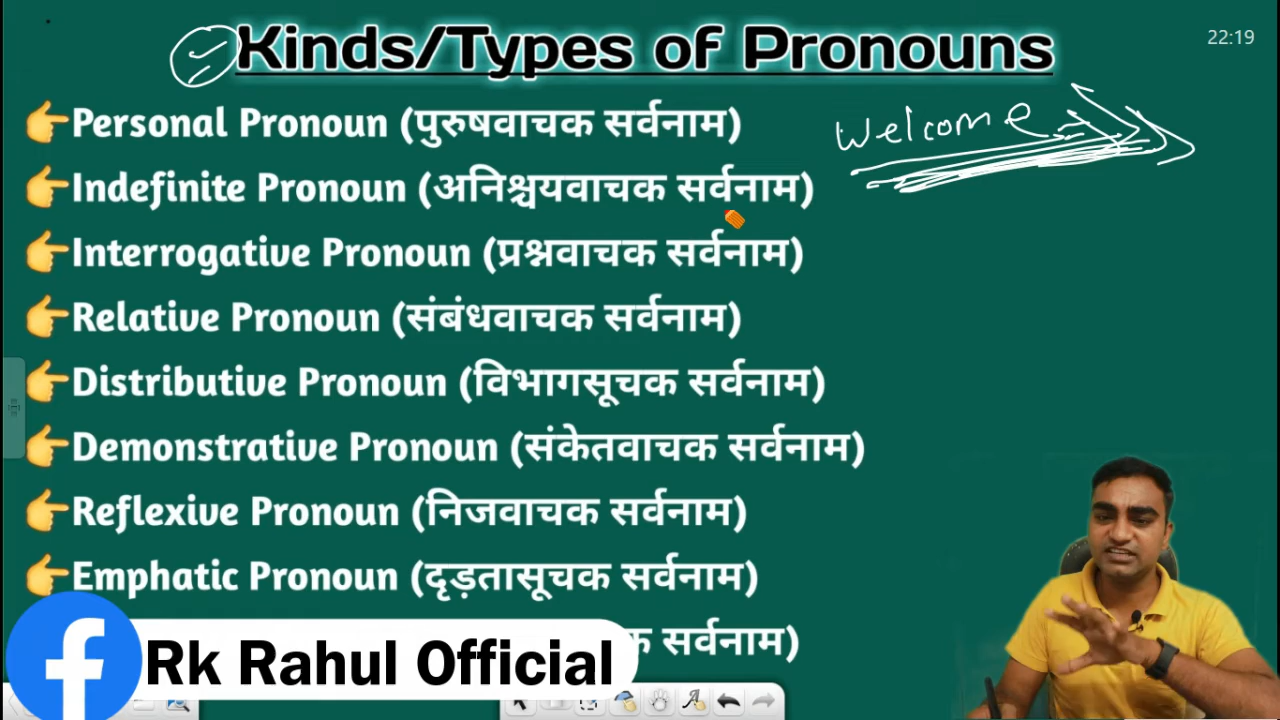 Kinds/Types of Pronouns
22:19
Personal Pronoun (पुरुषवाचक सर्वनाम)
Welcome
Indefinite Pronoun (अनिश्चयवाचक सर्वनाम)
Interrogative Pronoun (प्रश्नवाचक सर्वनाम)
Relative Pronoun (संबंधवाचक सर्वनाम)
Distributive Pronoun (विभागसूचक सर्वनाम)
Demonstrative Pronoun (संकेतवाचक सर्वनाम)
Reflexive Pronoun (निजवाचक सर्वनाम)
Emphatic Pronoun (दृड़तासूचक सर्वनाम)
सर्वनाम)
Rk Rahul Official